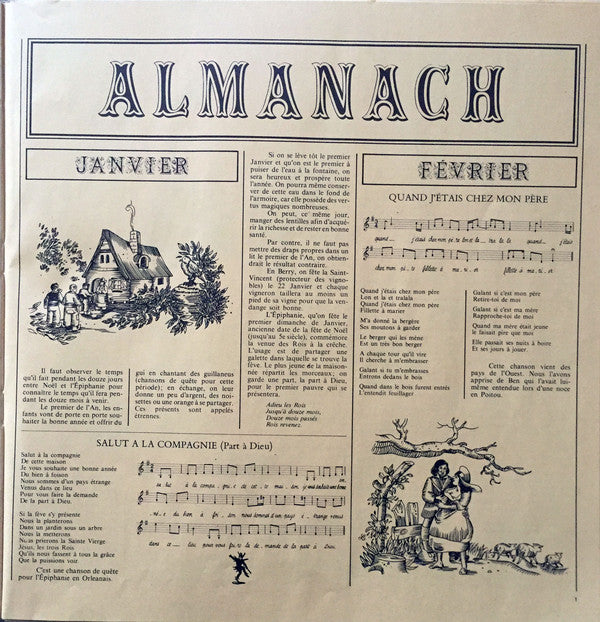 ALMANACH
JANVIER
Il faut observer le temps
qu'il fait pendant les douze jours
entre Noël et l'Épiphanie pour
connaître le temps qu'il fera pen-
dant les douze mois à venir.
Le premier de l'An, les en-
fants vont de porte en porte sou-
haiter la bonne année et offrir du
gui en chantant des guillaneus
(chansons de quête pour cette
période); en échange, on leur
donne un peu d'argent, des noi-
settes ou une orange à se partager.
Ces présents sont appelés
étrennes.
Si on se lève tôt le premier
Janvier et qu'on est le premier à
puiser de l'eau à la fontaine, on
sera heureux et prospère toute
l'année. On pourra même conser-
ver de cette eau dans le fond de
l'armoire, car elle possède des ver-
tus magiques nombreuses.
On peut, ce même jour,
manger des lentilles afin d'acqué-
rir la richesse et de rester en bonne
santé.
Par contre, il ne faut pas
mettre des draps propres dans un
lit le premier de l'An, on obtien-
drait le résultat contraire.
En Berry, on fête la Saint-
Vincent (protecteur des vigno-
bles) le 22 Janvier et chaque
vigneron taillera au moins un
pied de sa vigne pour que la ven-
dange soit bonne.
L'Épiphanie, qu'on fête le
premier dimanche de Janvier,
ancienne date de la fête de Noël
(jusqu'au 5e siècle), commémore
la venue des Rois à la crèche.
L'usage est de partager une
galette dans laquelle se trouve la
fève. Le plus jeune de la maison-
née répartit les morceaux; on
garde une part, la part à Dieu,
pour le premier pauvre qui se
présentera.
Adieu les Rois
Jusqu'à douze mois,
Douze mois passés
Rois revenez.
SALUT A LA COMPAGNIE (Part à Dieu)
Salut à la compagnie
De cette maison
Je vous souhaite une bonne année
Du bien à foison
Nous sommes d'un pays étrange
Venus dans ce lieu
Pour vous faire la demande
De la part à Dieu.
Si la fève s'y présente
Nous la planterons
Dans un jardin sous un arbre
Nous la mettrons
Nous prierons la Sainte Vierge
Jésus, les trois Rois
Qu'ils nous fassent à tous la grâce
Que la puissions voir.
C'est une chanson de quête
pour l'Épiphanie en Orléanais.
FÉVRIER
QUAND J'ÉTAIS CHEZ MON PÈRE
Quand j'étais chez mon père
Lon et la et tralala
Quand j'étais chez mon père
Fillette à marier
M'a donné la bergère
Ses moutons à garder
Le berger qui les mène
Est un très bon berger
A chaque tour qu'il vire
Il cherche à m'embrasser
Galant si tu m'embrasses
Entrons dedans le bois
Quand dans le bois furent entrés
L'entendit feuillager
Galant si c'est mon père
Retire-toi de moi
Galant si c'est ma mère
Rapproche-toi de moi
Quand ma mère était jeune
le faisait pire que moi
Elle passait ses nuits à boire
Et ses jours à jouer.
Cette chanson vient des
pays de l'Ouest. Nous l'avons
apprise de Ben qui l'avait lui-
même entendue lors d'une noce
en Poitou.
1